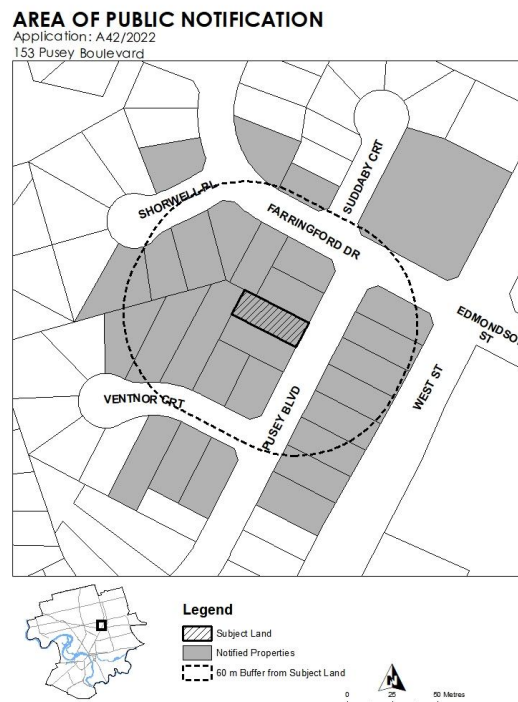 AREA OF PUBLIC NOTIFICATION
Application: A42/2022
153 Pusey Boulevard
SUDDABY CRT
SHORWELL PL
FARRINGFORD DR
EDMONDSON
ST
WEST ST
VENTNOR CRT
PUSEY BLVD
Legend
Subject Land
Notified Properties
60 m Buffer from Subject Land
N
0 25 50 Metres